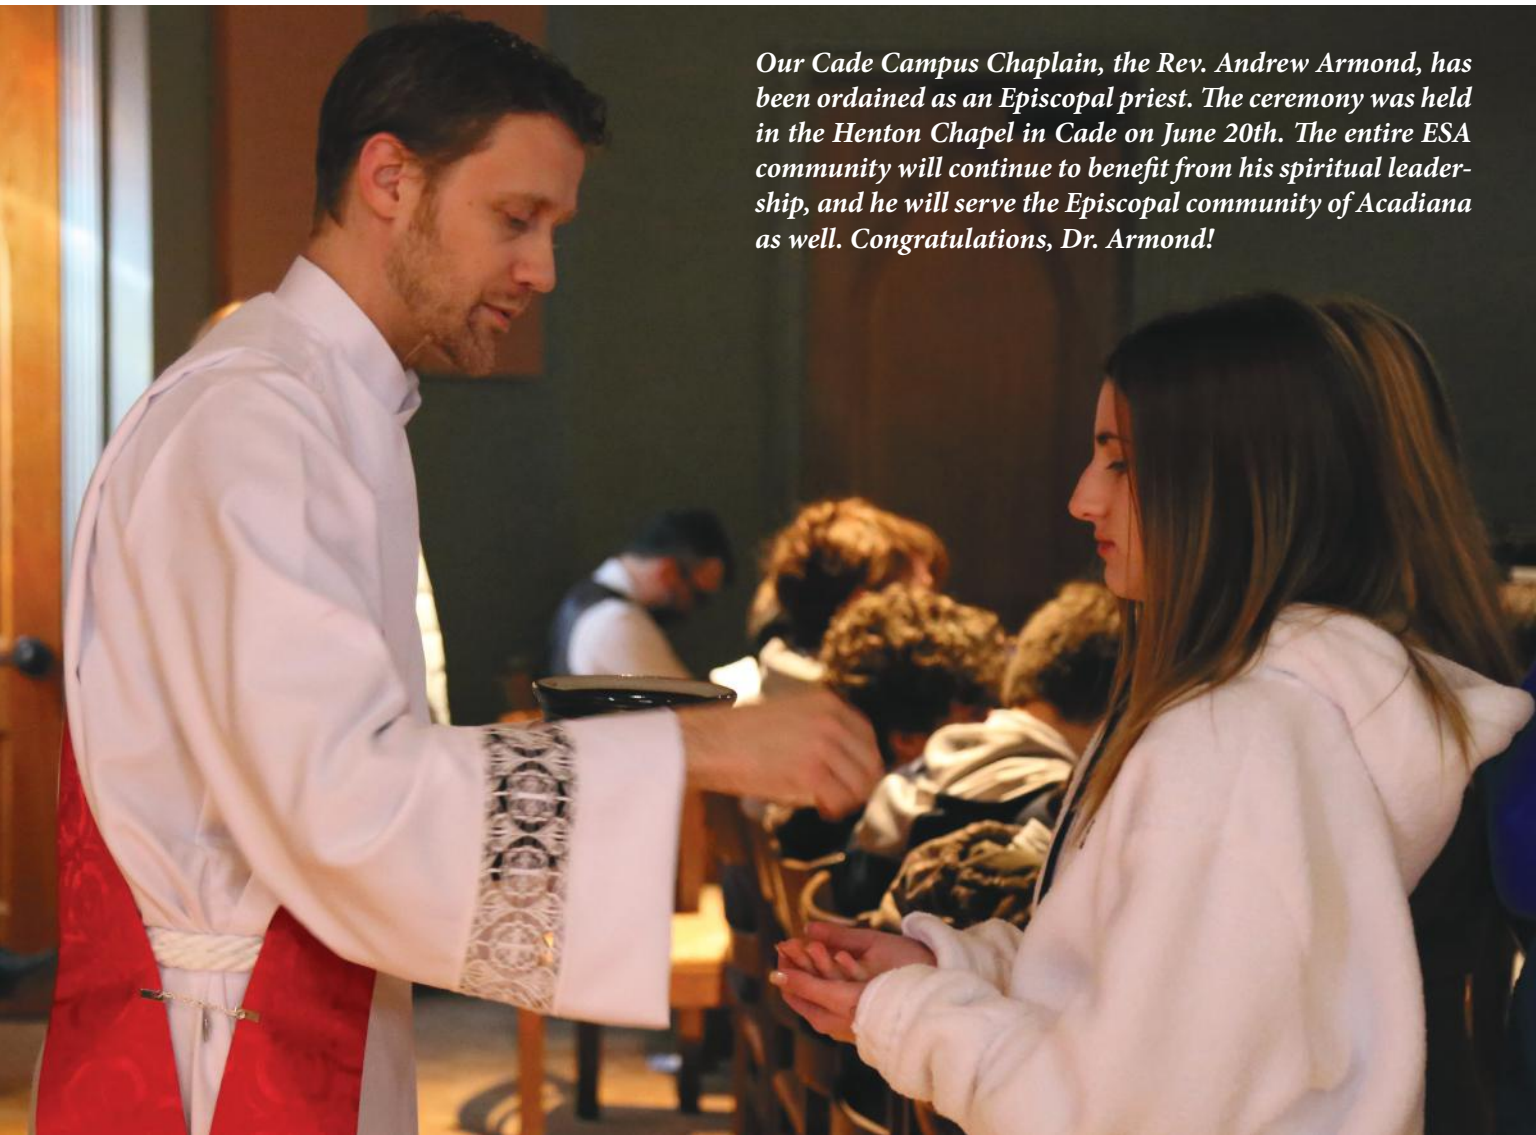 Our Cade Campus Chaplain, the Rev. Andrew Armond, has
been ordained as an Episcopal priest. The ceremony was held
in the Henton Chapel in Cade on June 20th. The entire ESA
community will continue to benefit from his spiritual leader-
ship, and he will serve the Episcopal community of Acadiana
as well. Congratulations, Dr. Armond!